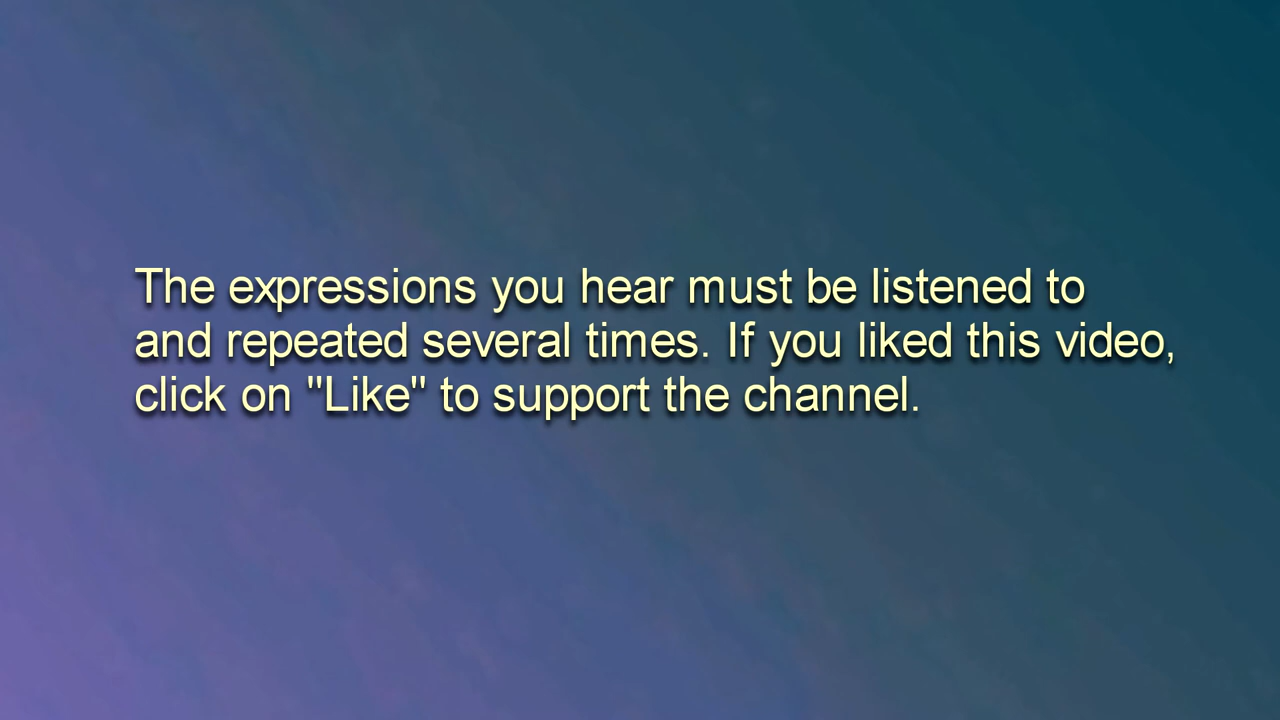 The expressions you hear must be listened to
and repeated several times. If you liked this video,
click on "Like" to support the channel.